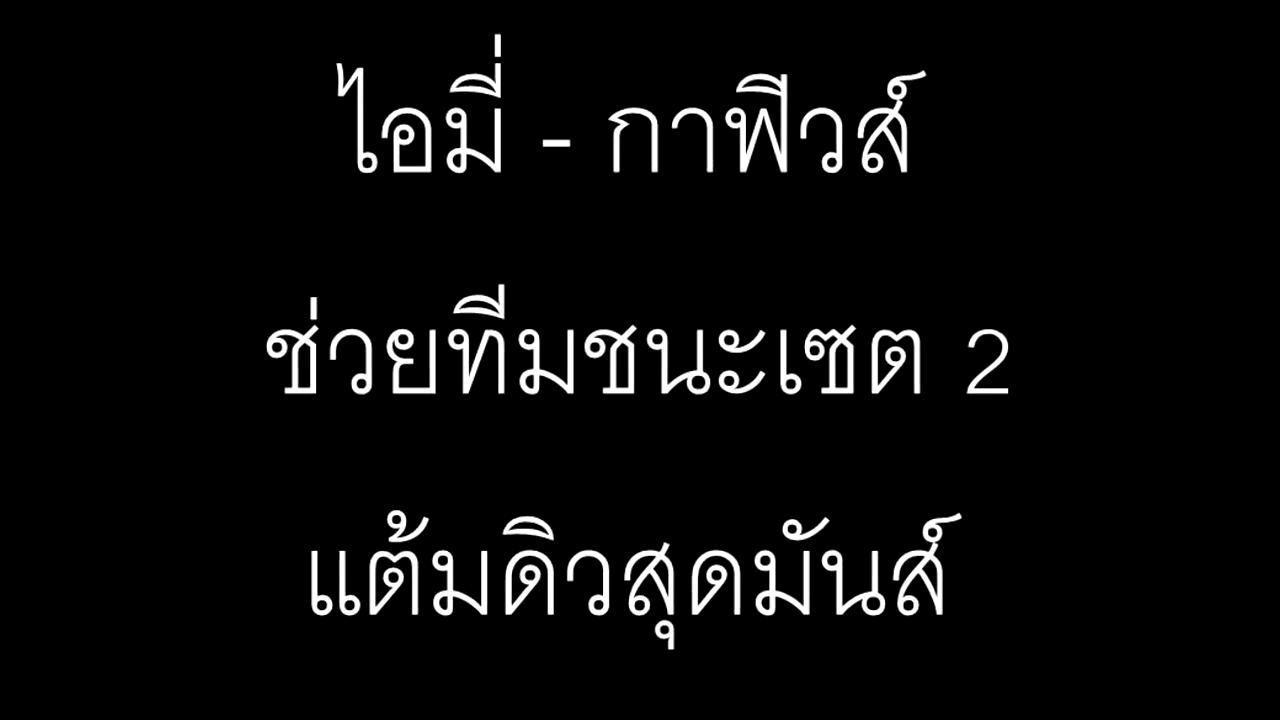 ไอมี่ - กาฟีวส์
ช่วยทีมชนะเซต 2
แต้มดิวสุดมันส์